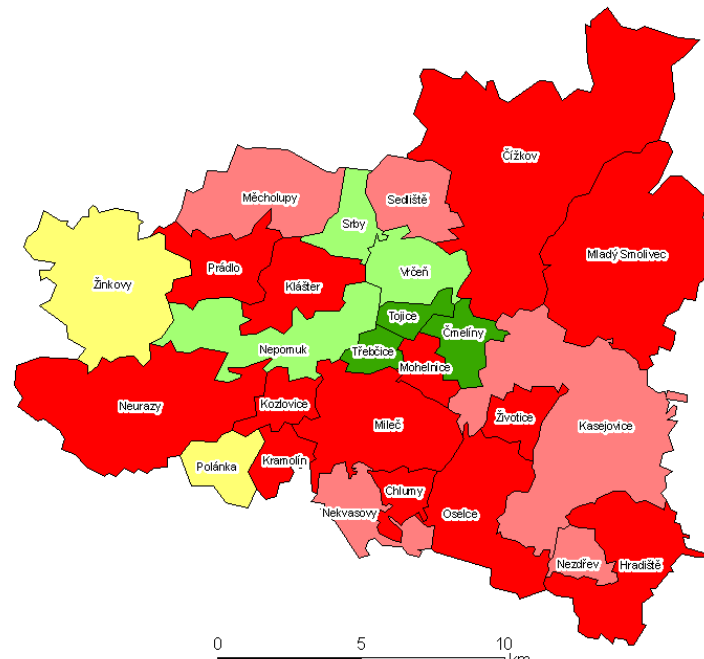 Čížkov
Měcholupy
Sedliště
Srby
Mladý Smolivec
Prádlo
Vrčeň
Žinkovy
Klášter
Tojice
Čmelíny
Nepomuk
Třebčice
Mohelnice
Neurazy
Kozlovice
Životice
Mileč
Kasejovice
Polánka
Kramolín
Chlumy
Nekvasovy
Oselce
Nezdřev
Hradiště
0 5 10
km